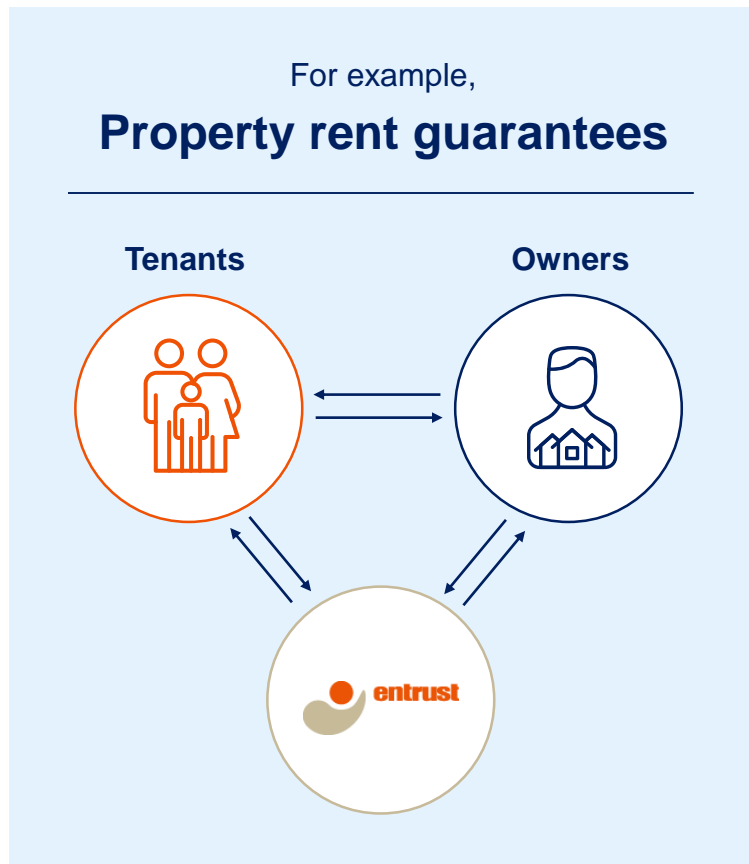 For example,
Property rent guarantees
Tenants
Owners
entrust